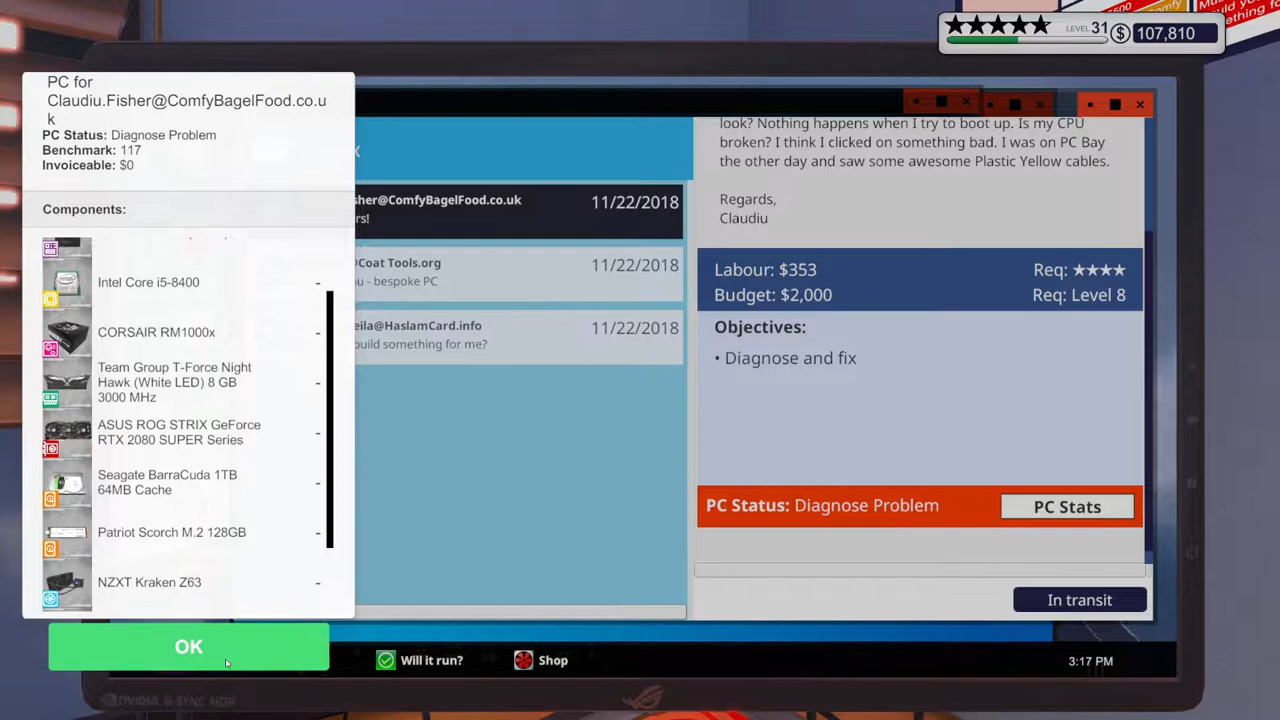 LEVEL 31 $ 107,810
PC for
Claudiu.Fisher@ComfyBagelFood.co.u
k
PC Status: Diagnose Problem
Benchmark: 117
Invoiceable: $0
Components:
Intel Core i5-8400 -
CORSAIR RM1000x -
Team Group T-Force Night
Hawk (White LED) 8 GB -
3000 MHz
ASUS ROG STRIX GeForce
RTX 2080 SUPER Series -
Seagate BarraCuda 1TB
64MB Cache -
Patriot Scorch M.2 128GB -
NZXT Kraken Z63 -
OK
sher@ComfyBagelFood.co.uk 11/22/2018
rs!
Coat Tools.org 11/22/2018
u - bespoke PC
eila@HaslamCard.info 11/22/2018
build something for me?
look? Nothing happens when I try to boot up. Is my CPU
broken? I think I clicked on something bad. I was on PC Bay
the other day and saw some awesome Plastic Yellow cables.
Regards,
Claudiu
Labour: $353 Req: ★★★★
Budget: $2,000 Req: Level 8
Objectives:
• Diagnose and fix
PC Status: Diagnose Problem PC Stats
In transit
Will it run? Shop 3:17 PM
NVIDIA G-SYNC HDR